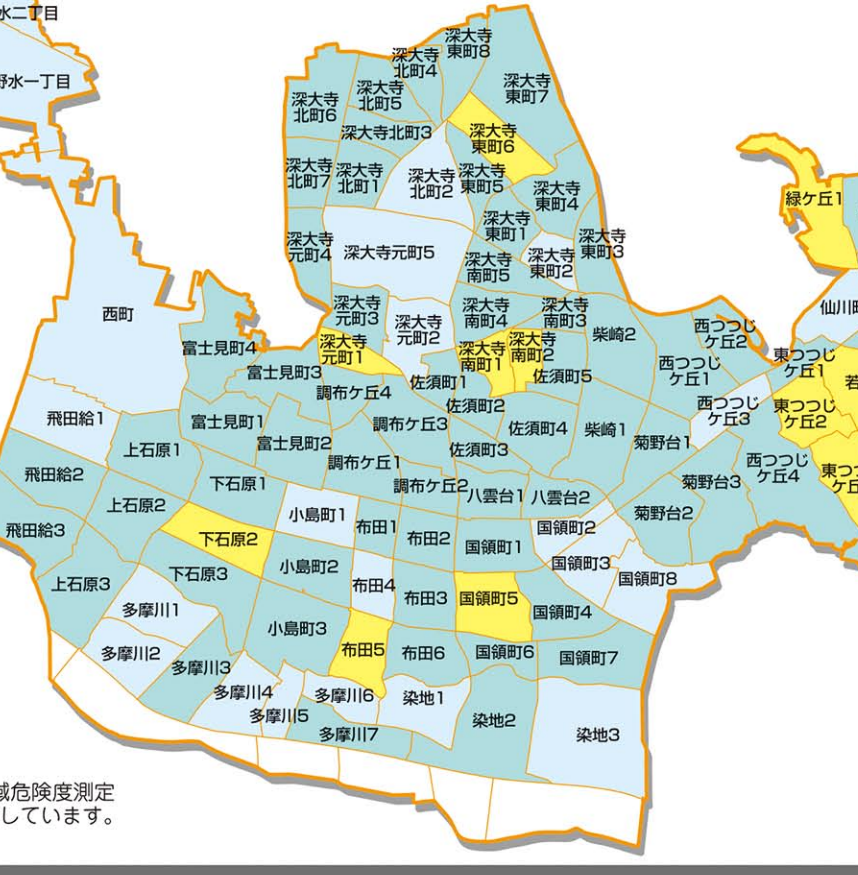 水二丁目
野水一丁目
深大寺
東町8
深大寺
北町4
深大寺
東町7
深大寺
北町5
深大寺
北町6
深大寺北町3
深大寺
東町6
深大寺
北町7
深大寺
北町1
深大寺
北町2
深大寺
東町5
深大寺
東町4
緑ケ丘1
深大寺
東町1
深大寺
元町4
深大寺元町5
深大寺
東町2
深大寺
東町3
深大寺
南町5
西町
深大寺
元町3
深大寺
元町2
深大寺
南町4
深大寺
南町3
柴崎2
仙川町
西つつじ
ケ丘2
富士見町4
深大寺
元町1
深大寺
南町1
深大寺
南町2
東つつじ
ケ丘1
富士見町3
調布ケ丘4
佐須町1
佐須町5
西つつじ
ケ丘1
若
飛田給1
富士見町1
調布ケ丘3
佐須町2
西つつじ
ケ丘3
東つつじ
ケ丘2
上石原1
富士見町2
佐須町3
佐須町4
柴崎1
菊野台1
飛田給2
下石原1
調布ケ丘1
調布ケ丘2
八雲台1
八雲台2
菊野台3
西つつじ
ケ丘4
東つつ
ケ丘
上石原2
小島町1
布田1
菊野台2
飛田給3
下石原2
布田2
国領町1
国領町2
上石原3
下石原3
小島町2
布田4
布田3
国領町5
国領町3
国領町8
多摩川1
小島町3
国領町4
多摩川2
多摩川3
布田5
布田6
国領町6
国領町7
多摩川4
多摩川5
多摩川6
染地1
多摩川7
染地2
染地3
域危険度測定
しています。